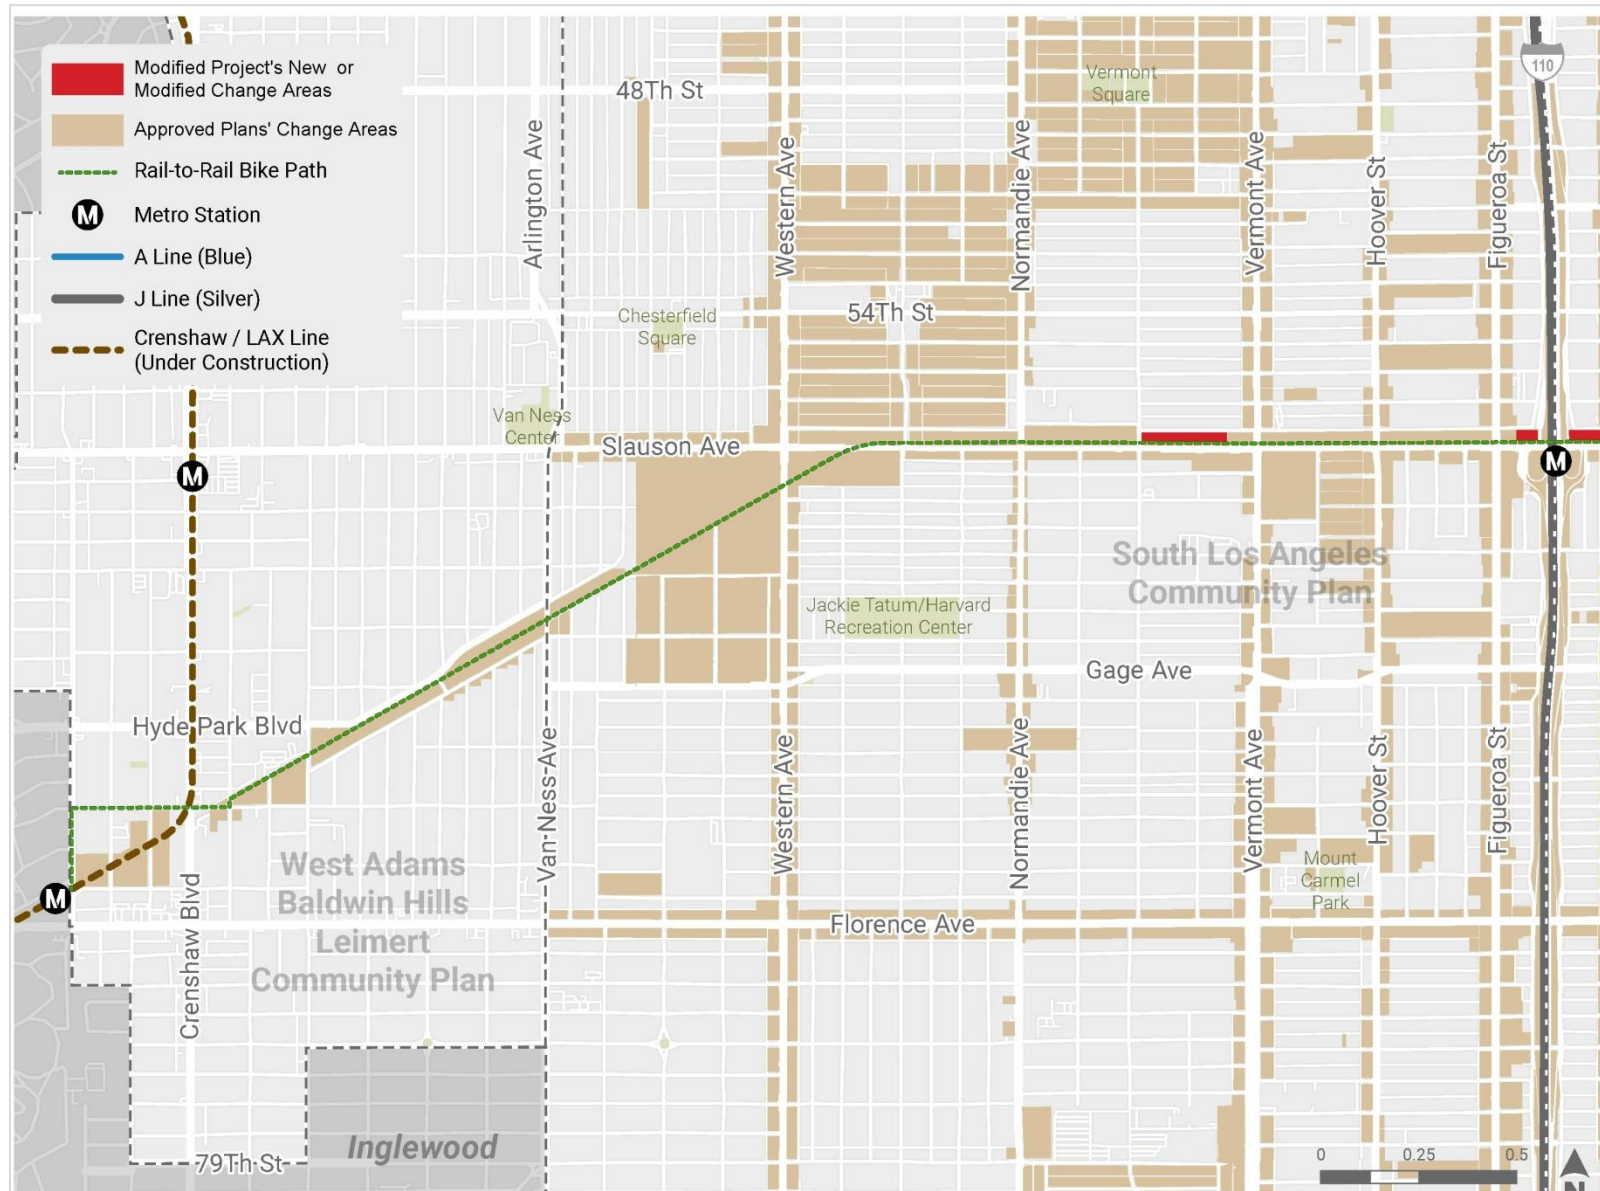 Modified Project's New or
Modified Change Areas
Approved Plans' Change Areas
Rail-to-Rail Bike Path
M
Metro Station
A Line (Blue)
J Line (Silver)
Crenshaw / LAX Line
(Under Construction)
110
48Th St
Vermont
Square
Arlington Ave
Western Ave
Normandie Ave
Vermont Ave
Hoover St
Figueroa St
Chesterfield
Square
54Th St
Van Ness
Center
Slauson Ave
M
M
South Los Angeles
Community Plan
Jackie Tatum/Harvard
Recreation Center
Gage Ave
Hyde Park Blvd
Van Ness Ave
Western Ave
Normandie Ave
Vermont Ave
Hoover St
Figueroa St
M
West Adams
Baldwin Hills
Leimert
Community Plan
Mount
Carmel
Park
Crenshaw Blvd
Florence Ave
Inglewood
79Th St
0 0.25 0.5
N